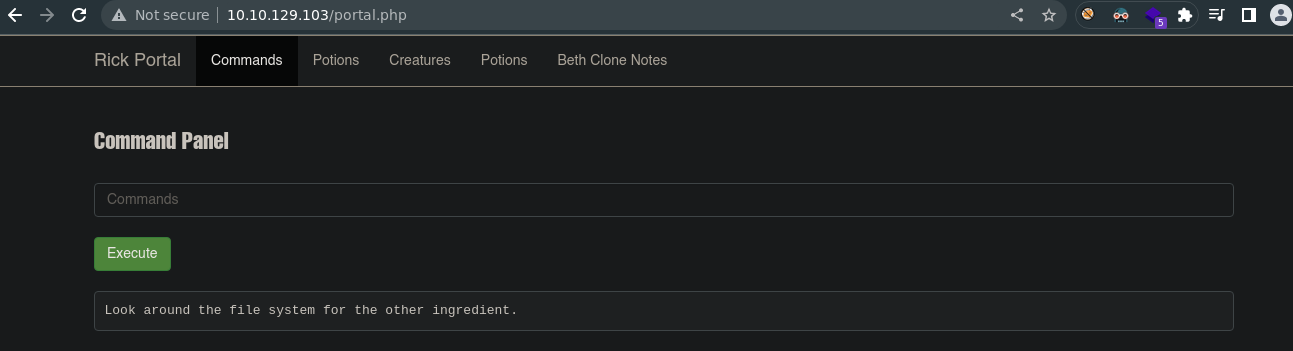 Not secure 10.10.129.103/portal.php
5
Rick Portal Commands Potions Creatures Potions Beth Clone Notes
Command Panel
Commands
Execute
Look around the file system for the other ingredient.